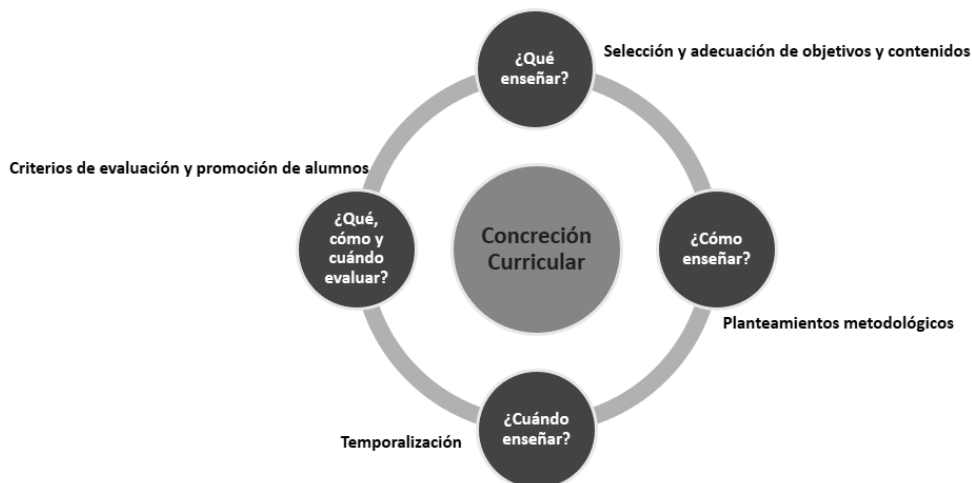 ¿Qué
enseñar?
Selección y adecuación de objetivos y contenidos
Criterios de evaluación y promoción de alumnos
¿Qué,
cómo y
cuándo
evaluar?
Concreción
Curricular
¿Cómo
enseñar?
Planteamientos metodológicos
¿Cuándo
enseñar?
Temporalización